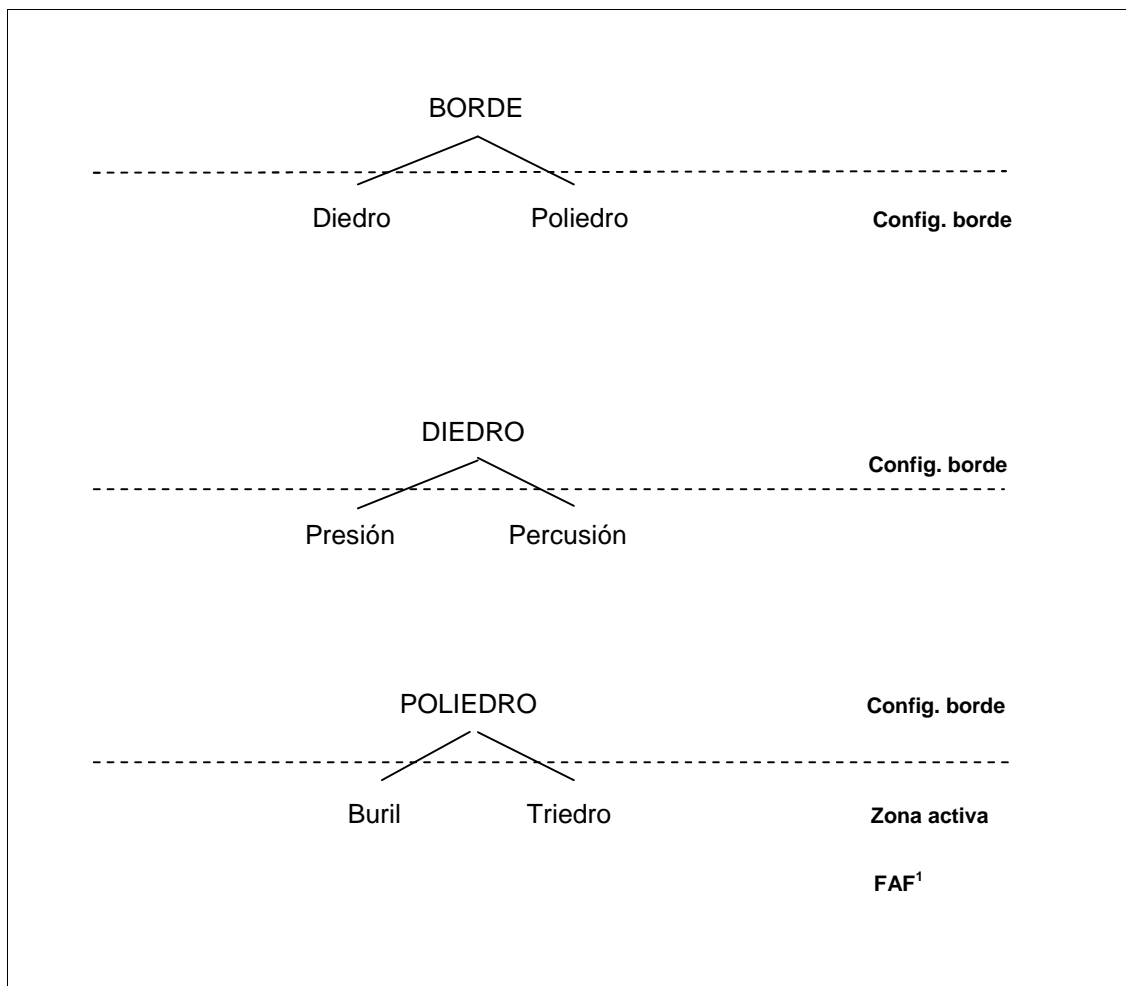 BORDE
Diedro Poliedro Config. borde
DIEDRO
Config. borde
Presión Percusión
POLIEDRO Config. borde
Buril Triedro Zona activa
FAF¹